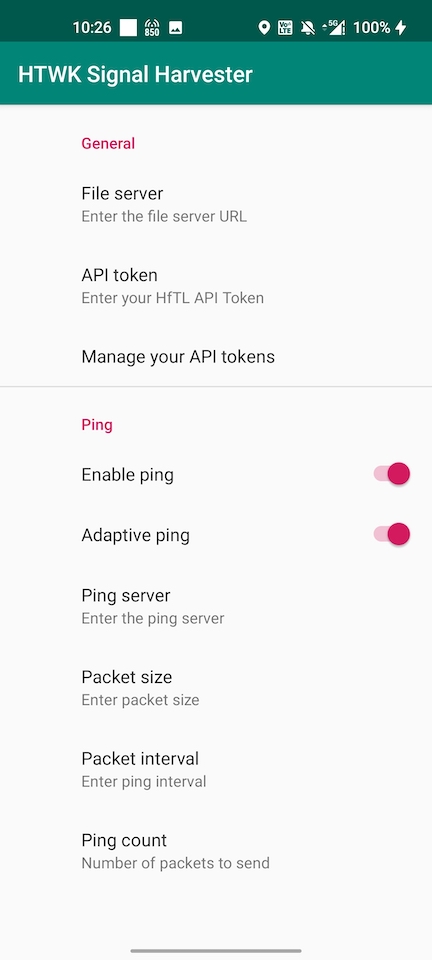 10:26 850 Vo LTE 5G 100%
HTWK Signal Harvester
General
File server
Enter the file server URL
API token
Enter your HfTL API Token
Manage your API tokens
Ping
Enable ping
Adaptive ping
Ping server
Enter the ping server
Packet size
Enter packet size
Packet interval
Enter ping interval
Ping count
Number of packets to send